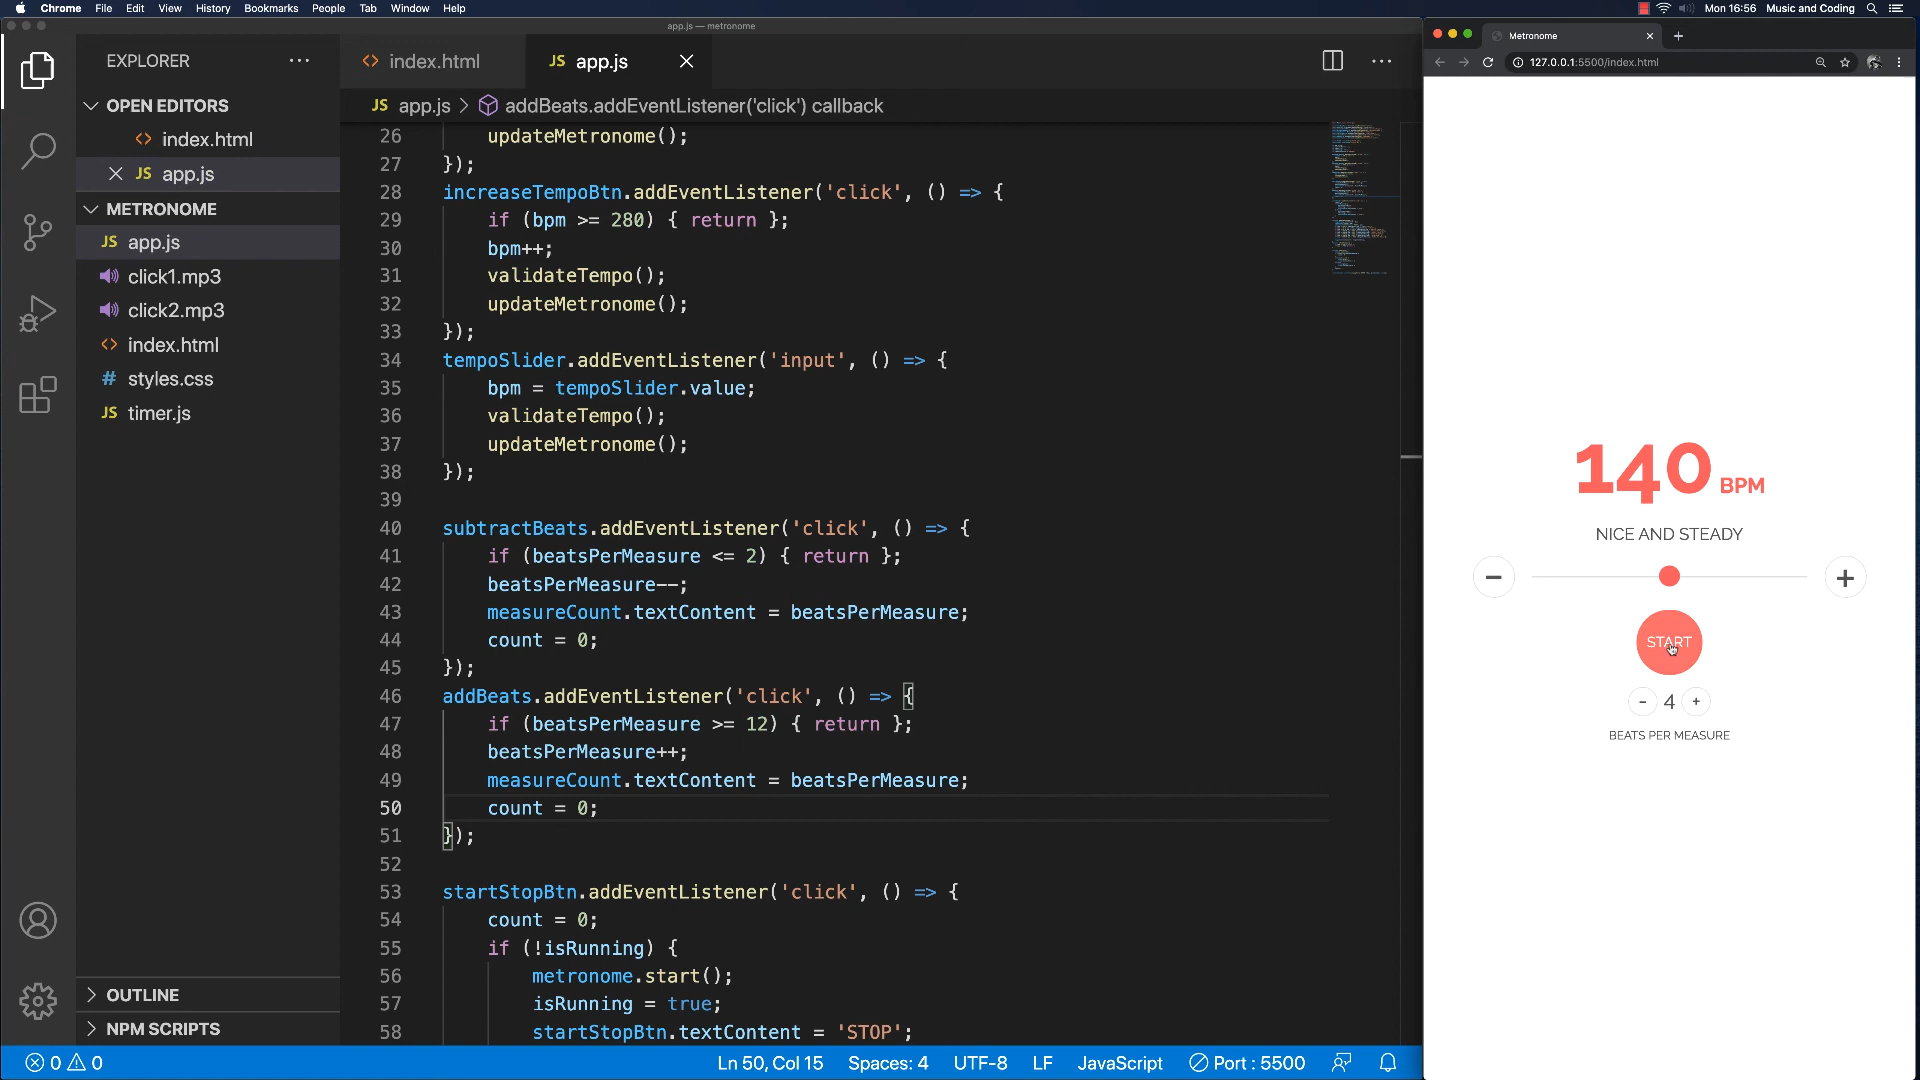 Chrome File Edit View History Bookmarks People Tab Window Help
Mon 16:56 Music and Coding
app.js — metronome
EXPLORER
OPEN EDITORS
index.html
JS app.js
METRONOME
JS app.js
click1.mp3
click2.mp3
index.html
# styles.css
JS timer.js
OUTLINE
NPM SCRIPTS
index.html
JS app.js
JS app.js > addBeats.addEventListener('click') callback
26 updateMetronome();
27 });
28 increaseTempoBtn.addEventListener('click', () => {
29 if (bpm >= 280) { return };
30 bpm++;
31 validateTempo();
32 updateMetronome();
33 });
34 tempoSlider.addEventListener('input', () => {
35 bpm = tempoSlider.value;
36 validateTempo();
37 updateMetronome();
38 });
39
40 subtractBeats.addEventListener('click', () => {
41 if (beatsPerMeasure <= 2) { return };
42 beatsPerMeasure--;
43 measureCount.textContent = beatsPerMeasure;
44 count = 0;
45 });
46 addBeats.addEventListener('click', () => {
47 if (beatsPerMeasure >= 12) { return };
48 beatsPerMeasure++;
49 measureCount.textContent = beatsPerMeasure;
50 count = 0;
51 });
52
53 startStopBtn.addEventListener('click', () => {
54 count = 0;
55 if (!isRunning) {
56 metronome.start();
57 isRunning = true;
58 startStopBtn.textContent = 'STOP';
0 0
Ln 50, Col 15 Spaces: 4 UTF-8 LF JavaScript Port : 5500
Metronome
127.0.0.1:5500/index.html
140 BPM
NICE AND STEADY
− +
START
- 4 +
BEATS PER MEASURE